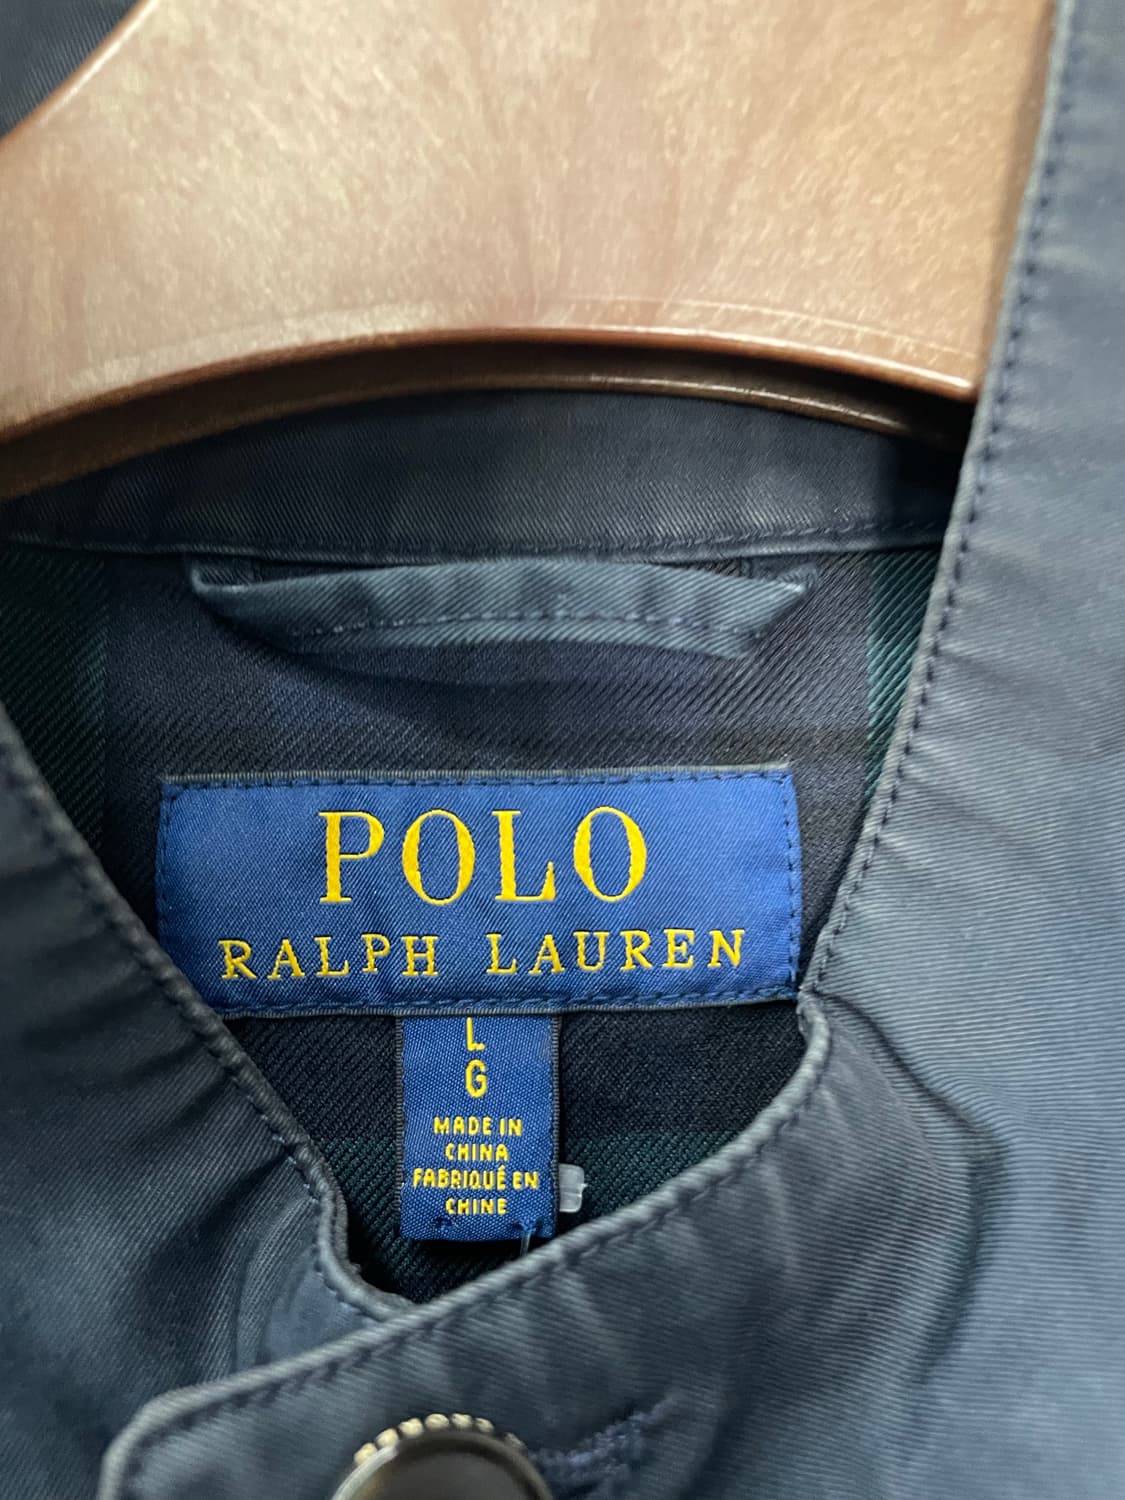 POLO
RALPH LAUREN
L
G
MADE IN
CHINA
FABRIQUÉ EN
CHINE